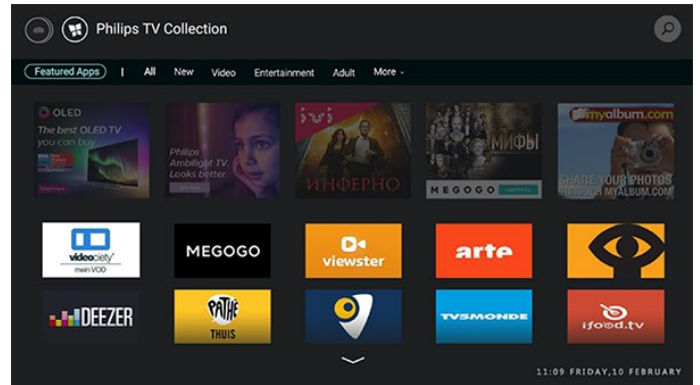 Philips TV Collection
Featured Apps | All New Video Entertainment Adult More
OLED
The best OLED TV
you can buy
Philips
Ambilight TV.
Looks better.
ivi
ИНФЕРНО
МИФЫ
MEGOGO
myalbum.com
SHARE YOUR PHOTOS
THROUGH MYALBUM.COM
videociety
mein VOD
MEGOGO
viewster
arte
DEEZER
PATHÉ
THUIS
TV5MONDE
ifood.tv
11:09 FRIDAY,10 FEBRUARY